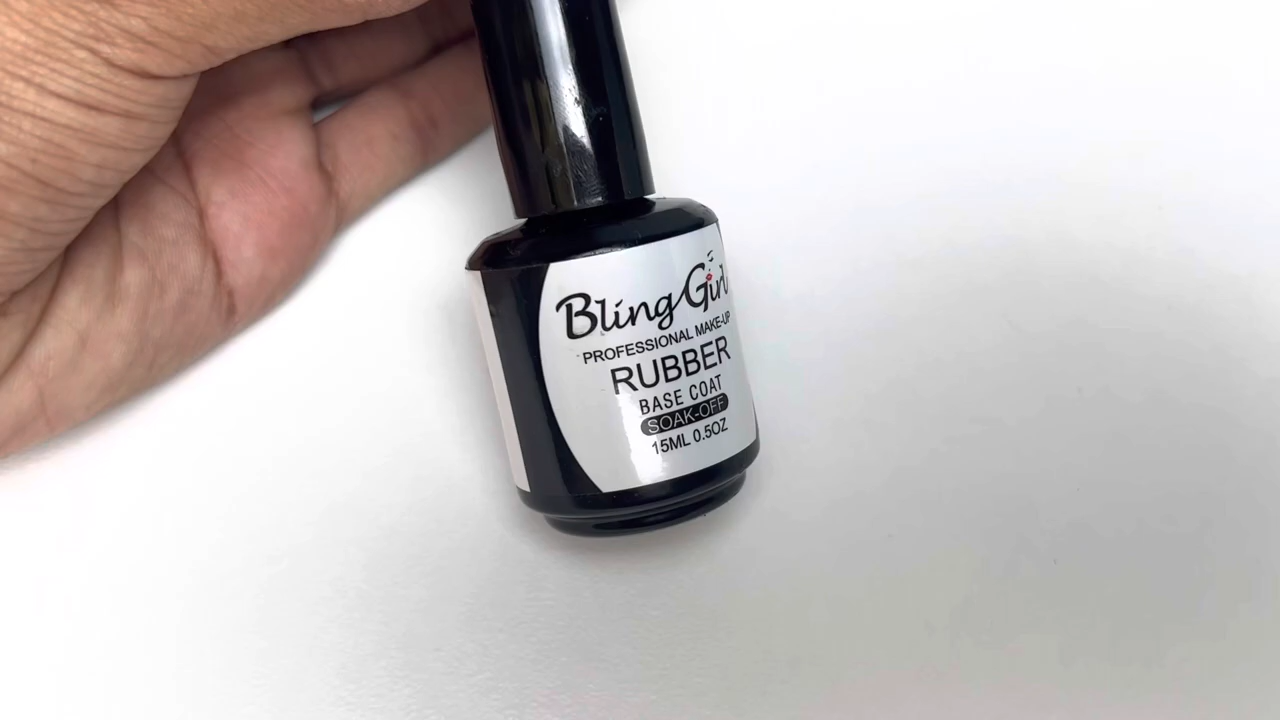 Bling Girl
PROFESSIONAL MAKE-UP
RUBBER
BASE COAT
SOAK-OFF
15ML 0.5OZ